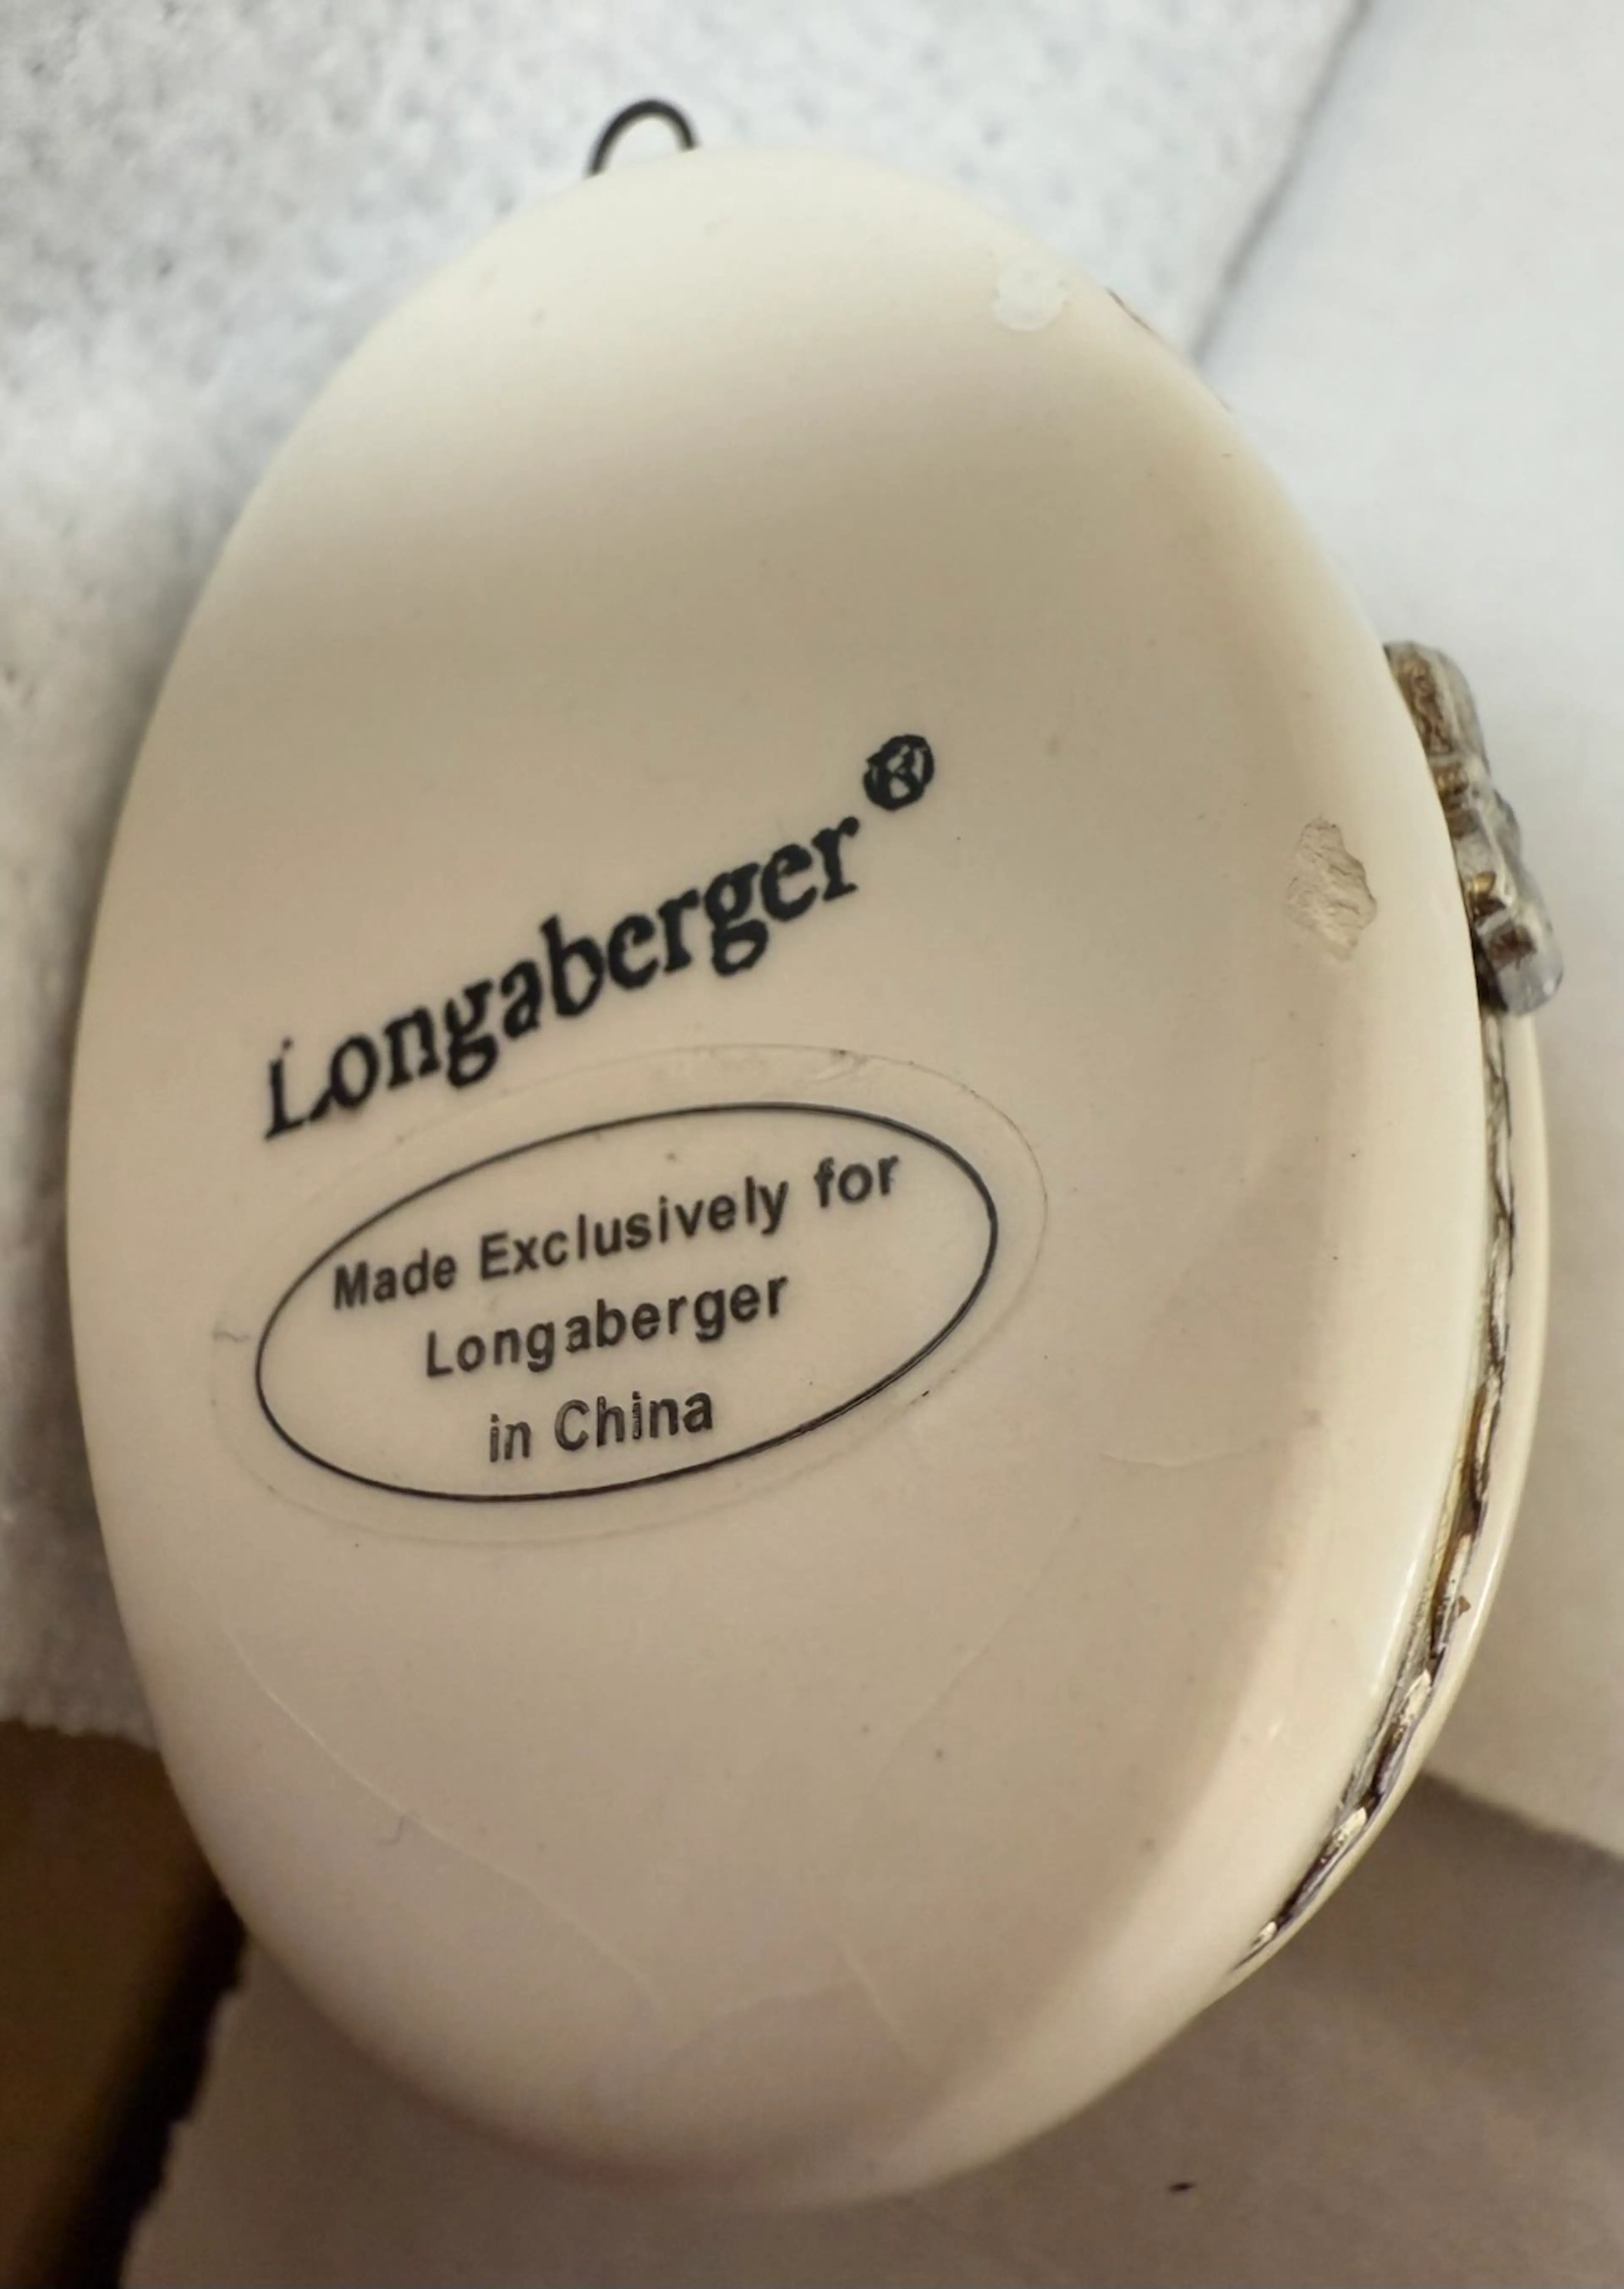 Longaberger®
Made Exclusively for
Longaberger
in China